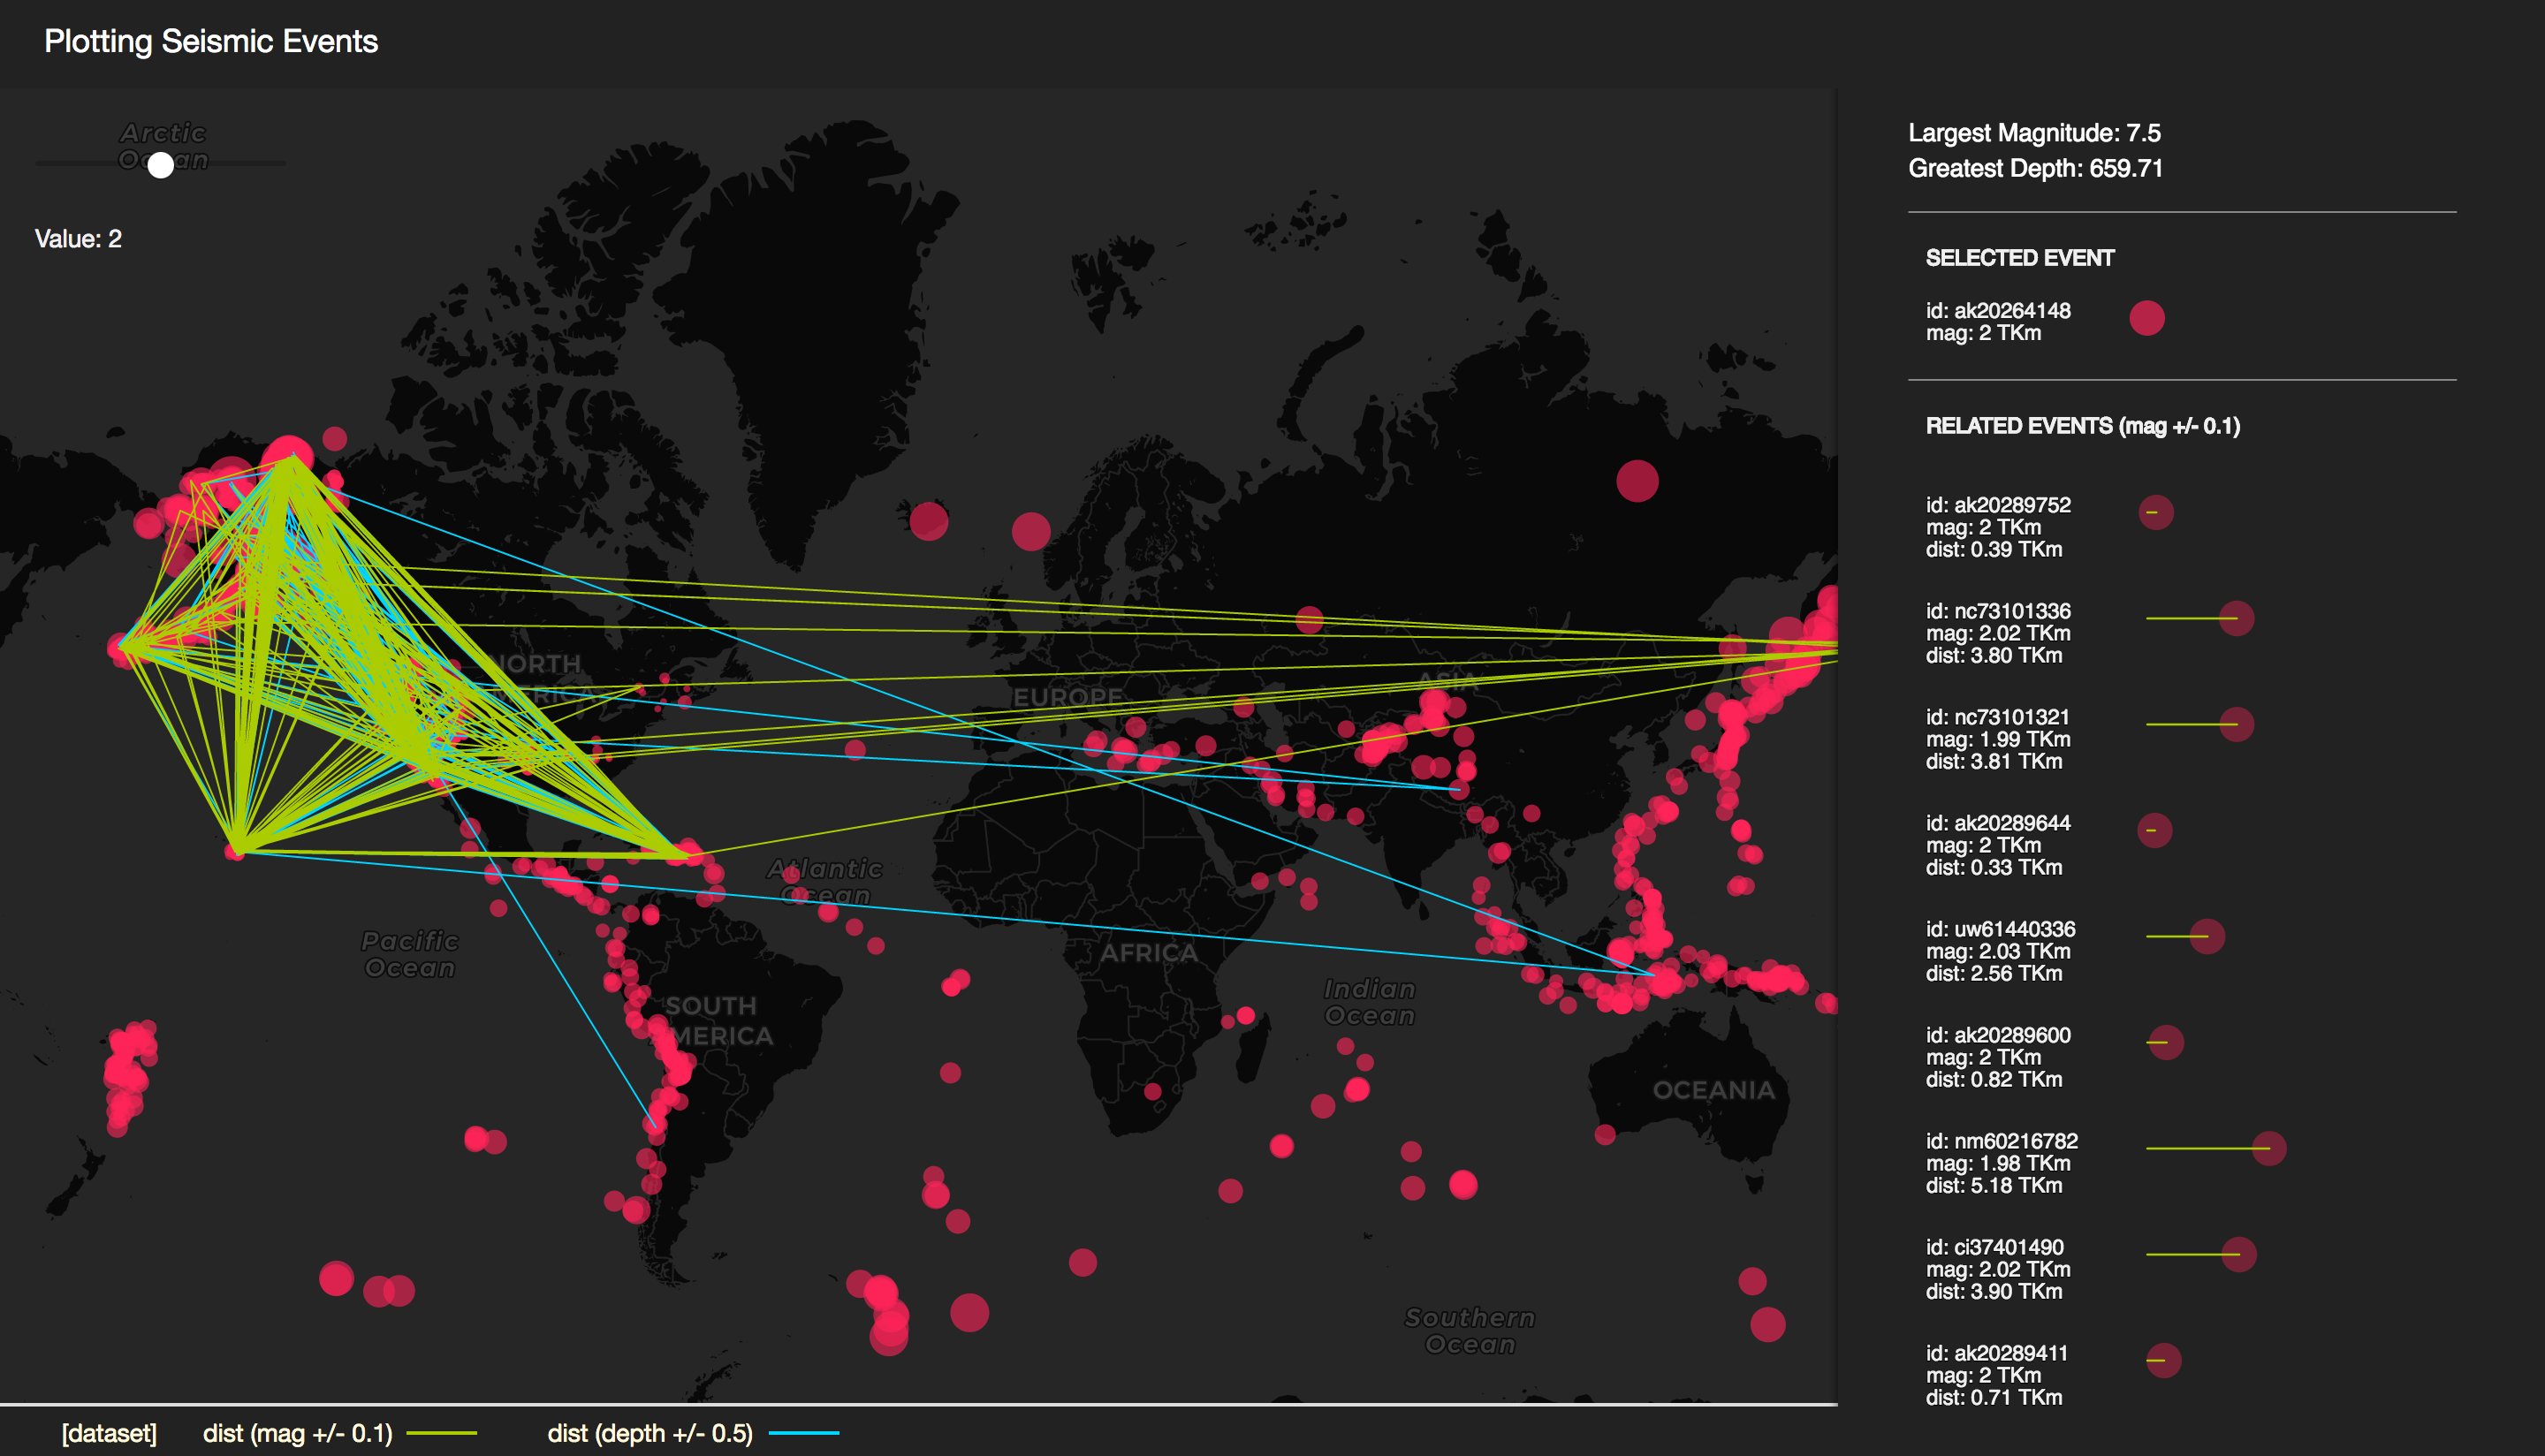 Plotting Seismic Events
Arctic
Ocean
Value: 2
NORTH
AMERICA
EUROPE
ASIA
Atlantic
Ocean
Pacific
Ocean
AFRICA
SOUTH
AMERICA
Indian
Ocean
OCEANIA
Southern
Ocean
[dataset]
dist (mag +/- 0.1)
dist (depth +/- 0.5)
Largest Magnitude: 7.5
Greatest Depth: 659.71
SELECTED EVENT
id: ak20264148
mag: 2 TKm
RELATED EVENTS (mag +/- 0.1)
id: ak20289752
mag: 2 TKm
dist: 0.39 TKm
id: nc73101336
mag: 2.02 TKm
dist: 3.80 TKm
id: nc73101321
mag: 1.99 TKm
dist: 3.81 TKm
id: ak20289644
mag: 2 TKm
dist: 0.33 TKm
id: uw61440336
mag: 2.03 TKm
dist: 2.56 TKm
id: ak20289600
mag: 2 TKm
dist: 0.82 TKm
id: nm60216782
mag: 1.98 TKm
dist: 5.18 TKm
id: ci37401490
mag: 2.02 TKm
dist: 3.90 TKm
id: ak20289411
mag: 2 TKm
dist: 0.71 TKm